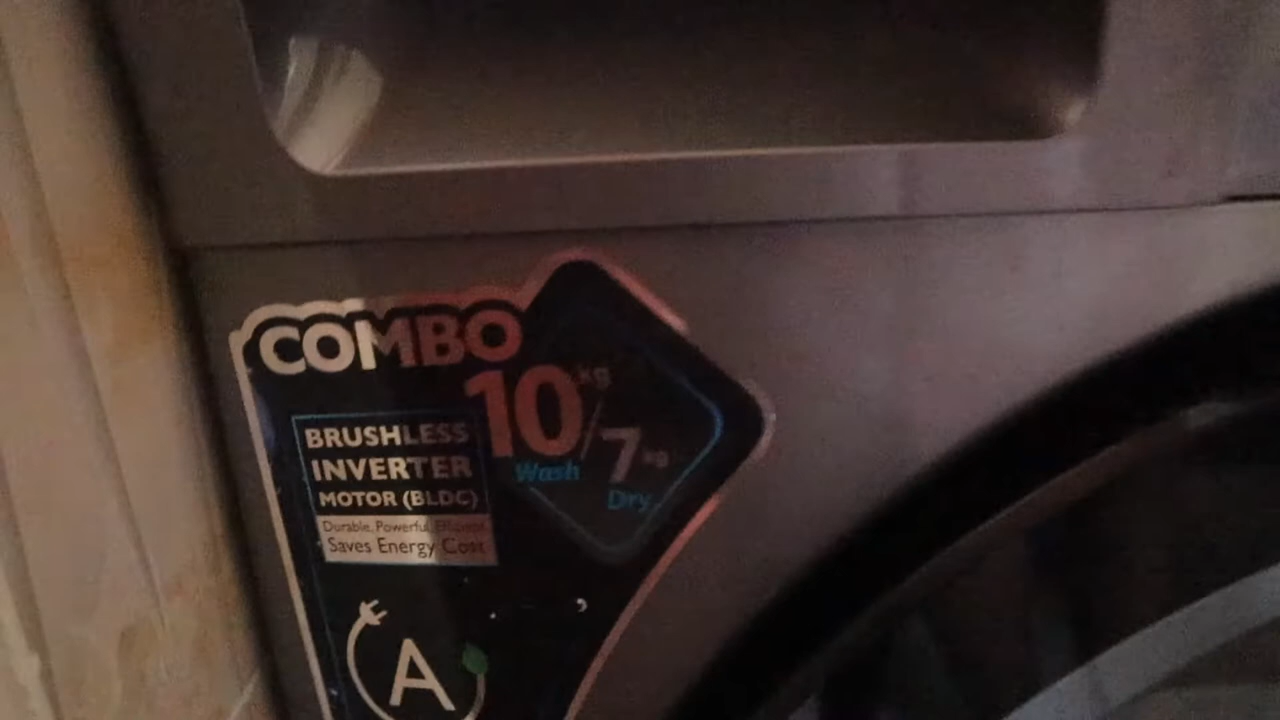 COMBO
10kg/7kg
Wash
Dry
BRUSHLESS
INVERTER
MOTOR (BLDC)
Durable, Powerful, Efficient
Saves Energy Cost
A